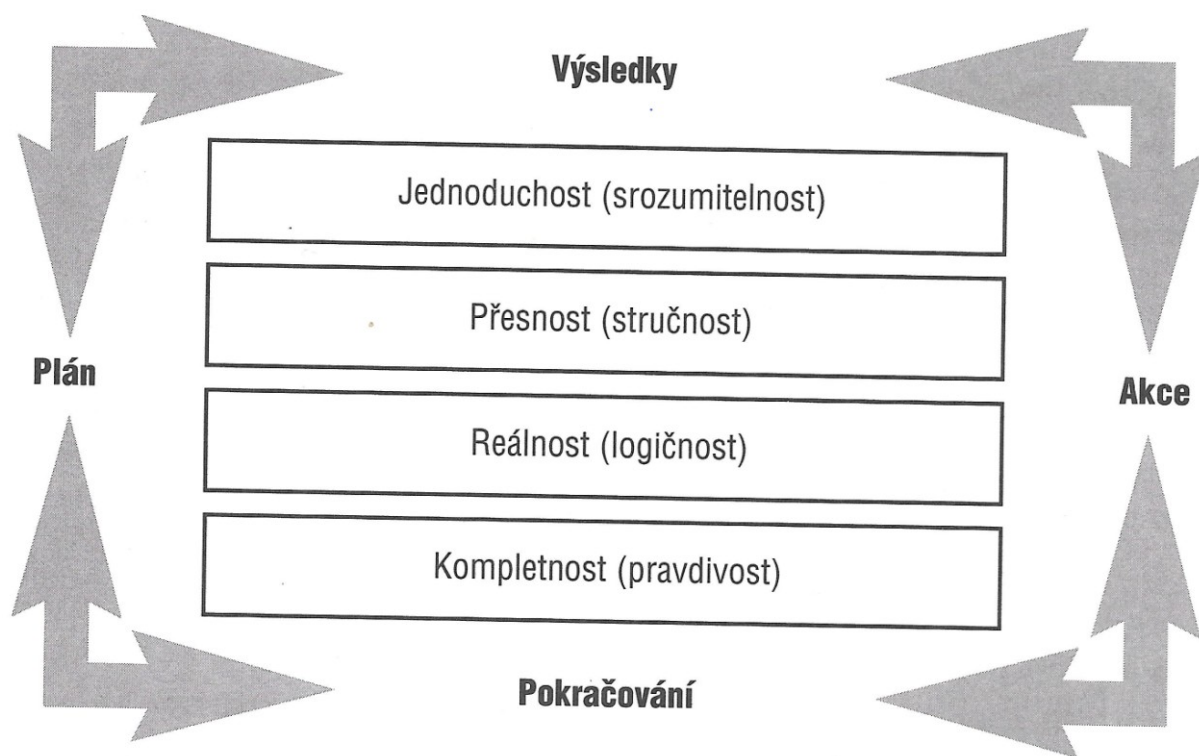 Výsledky
Jednoduchost (srozumitelnost)
Přesnost (stručnost)
Plán
Akce
Reálnost (logičnost)
Kompletnost (pravdivost)
Pokračování